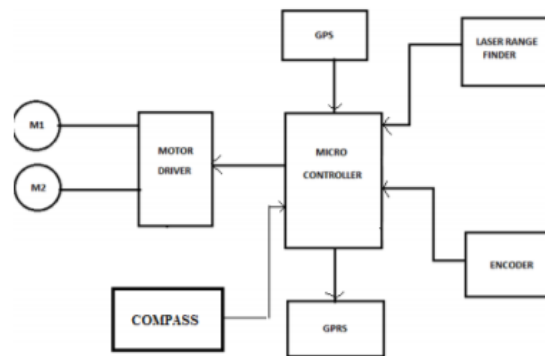 GPS
LASER RANGE
FINDER
M1
MOTOR
DRIVER
MICRO
CONTROLLER
M2
ENCODER
COMPASS
GPRS